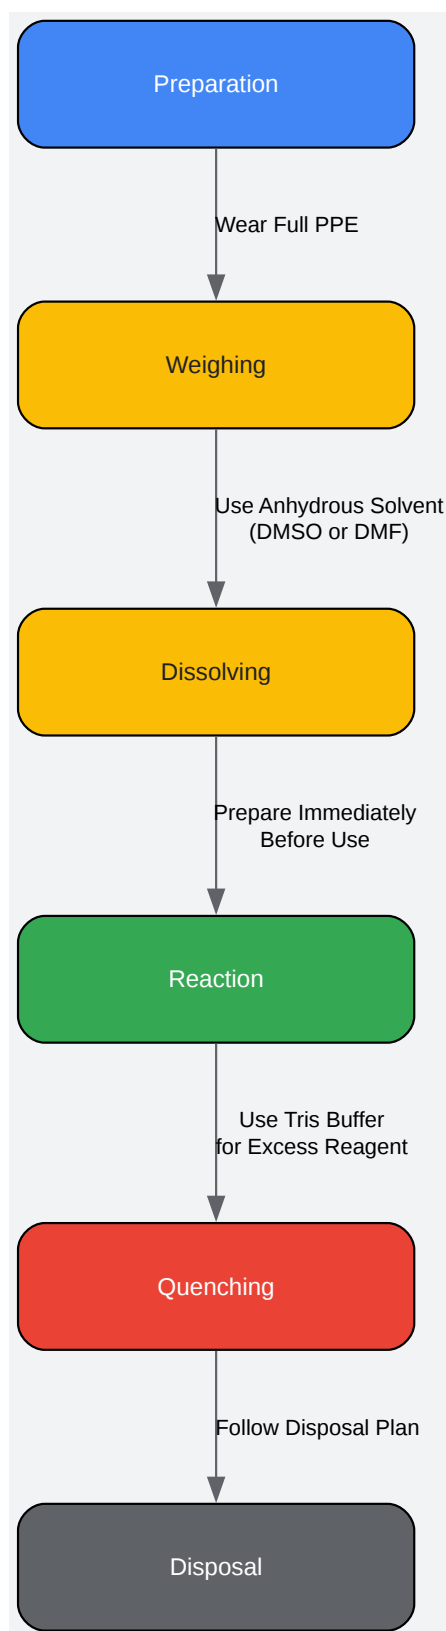 Preparation
Wear Full PPE
Weighing
Use Anhydrous Solvent
(DMSO or DMF)
Dissolving
Prepare Immediately
Before Use
Reaction
Use Tris Buffer
for Excess Reagent
Quenching
Follow Disposal Plan
Disposal